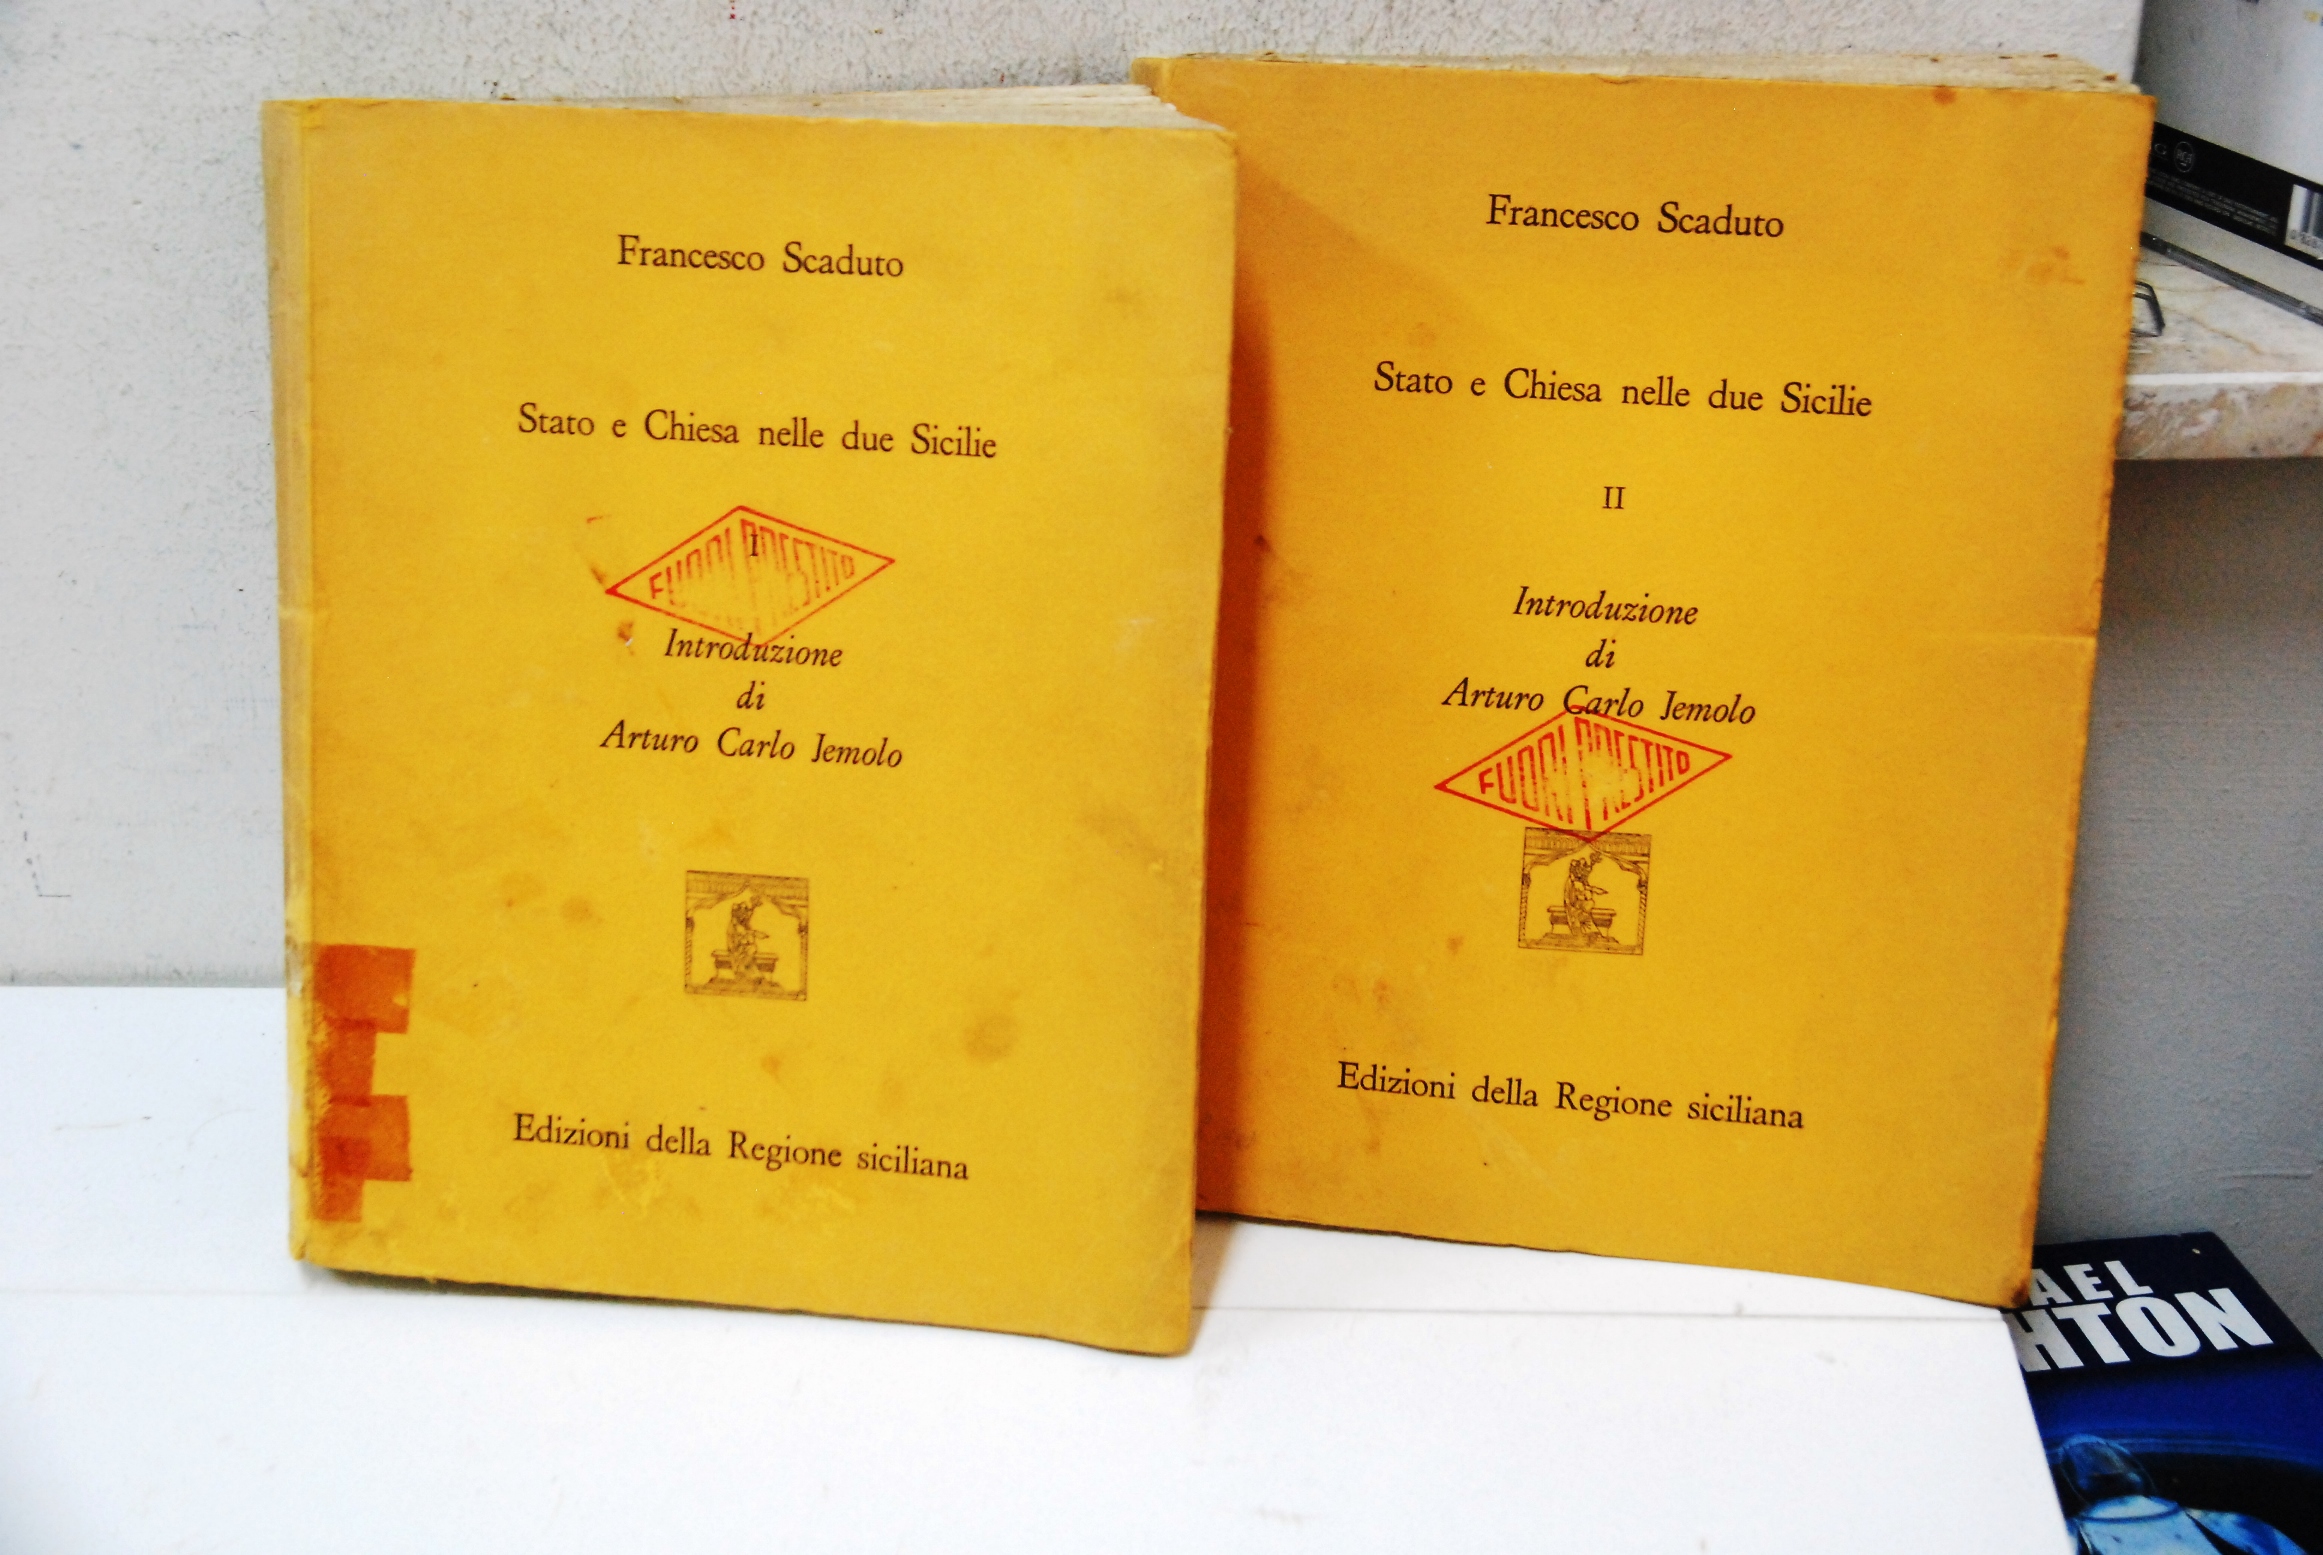 Francesco Scaduto
Stato e Chiesa nelle due Sicilie
I
FUORI PRESTITO
Introduzione
di
Arturo Carlo Jemolo
Edizioni della Regione siciliana
Francesco Scaduto
Stato e Chiesa nelle due Sicilie
II
Introduzione
di
Arturo Carlo Jemolo
FUORI PRESTITO
Edizioni della Regione siciliana
AEL
HTON